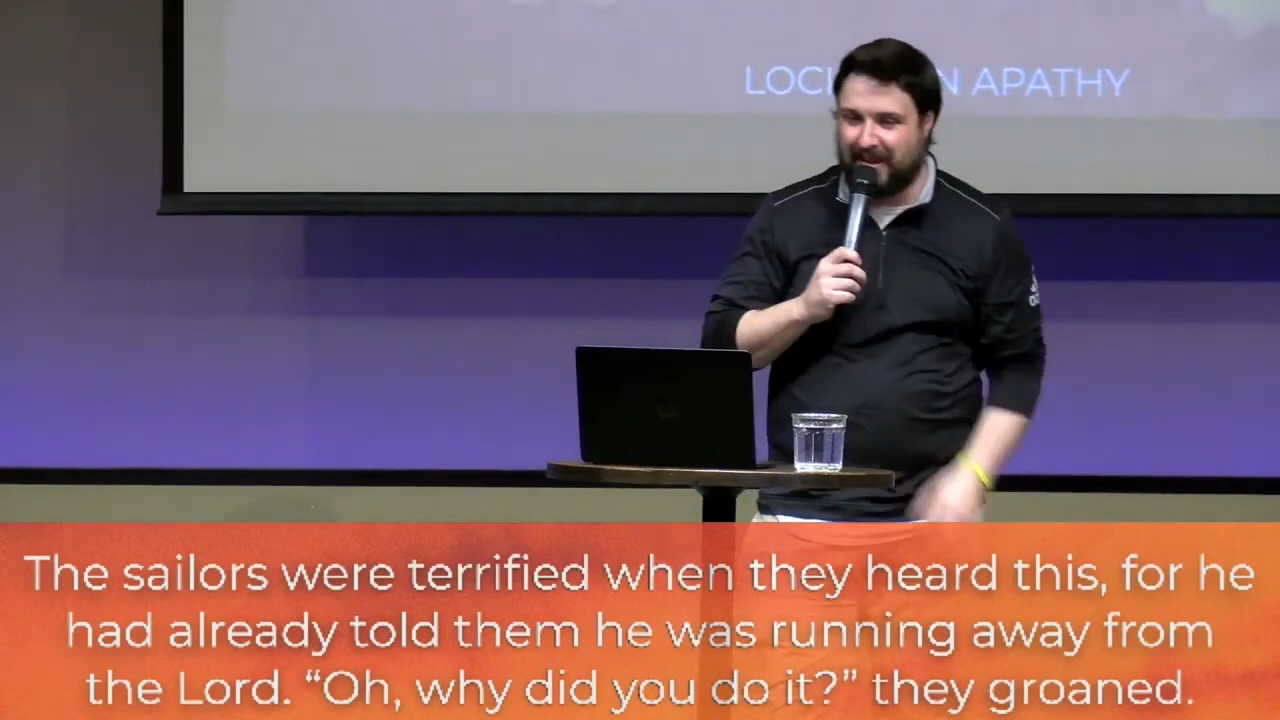 APATHY
The sailors were terrified when they heard this, for he
had already told them he was running away from
the Lord. “Oh, why did you do it?” they groaned.